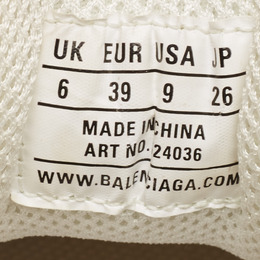 UK EUR USA JP
6 39 9 26
MADE IN CHINA
ART NO. 24036
WWW.BALENCIAGA.COM